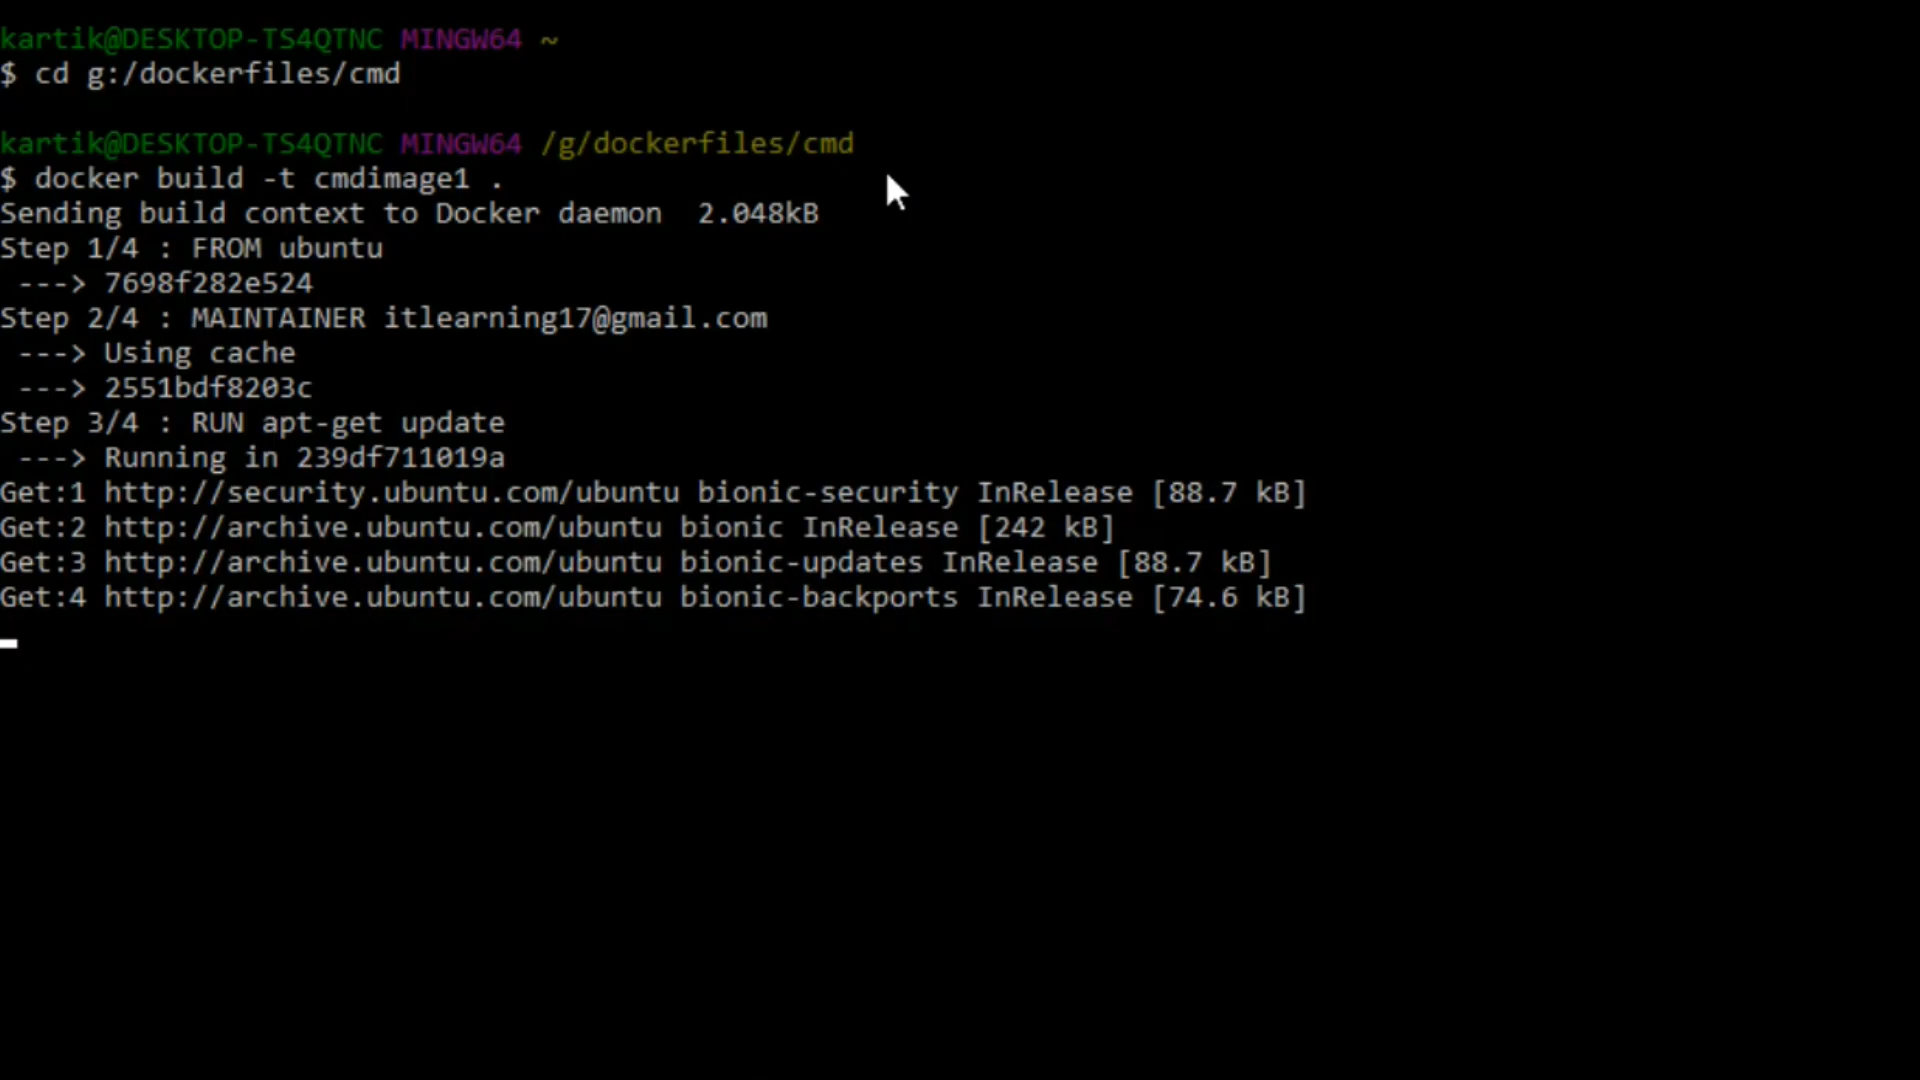 kartik@DESKTOP-TS4QTNC MINGW64 ~
$ cd g:/dockerfiles/cmd
kartik@DESKTOP-TS4QTNC MINGW64 /g/dockerfiles/cmd
$ docker build -t cmdimage1 .
Sending build context to Docker daemon  2.048kB
Step 1/4 : FROM ubuntu
 ---> 7698f282e524
Step 2/4 : MAINTAINER itlearning17@gmail.com
 ---> Using cache
 ---> 2551bdf8203c
Step 3/4 : RUN apt-get update
 ---> Running in 239df711019a
Get:1 http://security.ubuntu.com/ubuntu bionic-security InRelease [88.7 kB]
Get:2 http://archive.ubuntu.com/ubuntu bionic InRelease [242 kB]
Get:3 http://archive.ubuntu.com/ubuntu bionic-updates InRelease [88.7 kB]
Get:4 http://archive.ubuntu.com/ubuntu bionic-backports InRelease [74.6 kB]